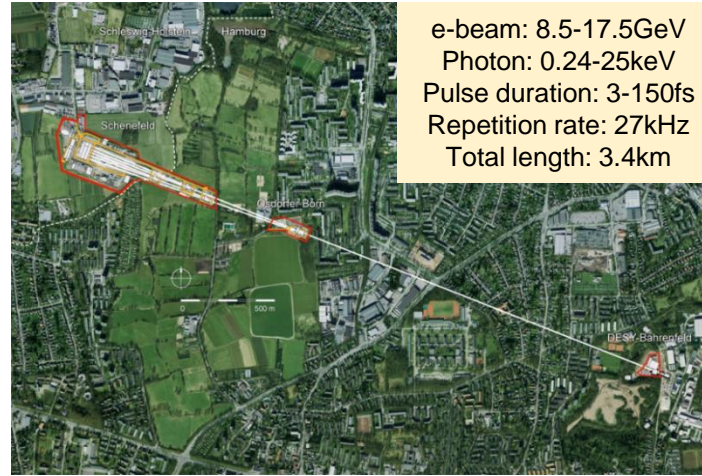 e-beam: 8.5-17.5GeV
Photon: 0.24-25keV
Pulse duration: 3-150fs
Repetition rate: 27kHz
Total length: 3.4km
Schleswig-Holstein
Hamburg
Schenefeld
Osdorfer Born
0
500 m
DESY-Bahrenfeld